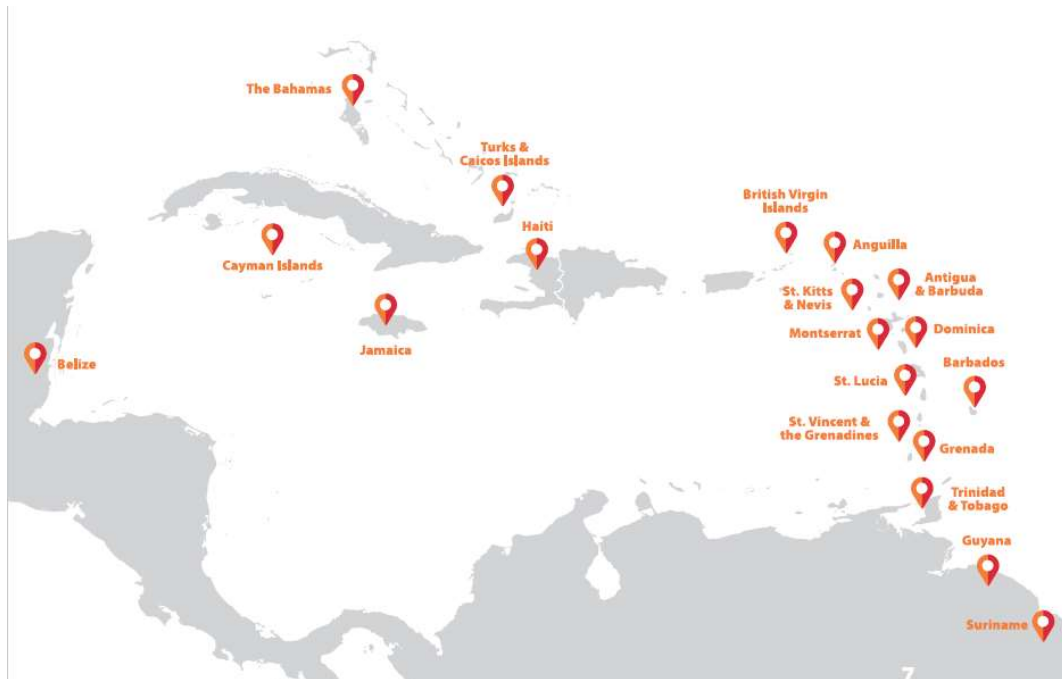 The Bahamas
Turks &
Caicos Islands
British Virgin
Islands
Haiti
Anguilla
Cayman Islands
Antigua
& Barbuda
St. Kitts
& Nevis
Montserrat
Dominica
Jamaica
Belize
Barbados
St. Lucia
St. Vincent &
the Grenadines
Grenada
Trinidad
& Tobago
Guyana
Suriname
7